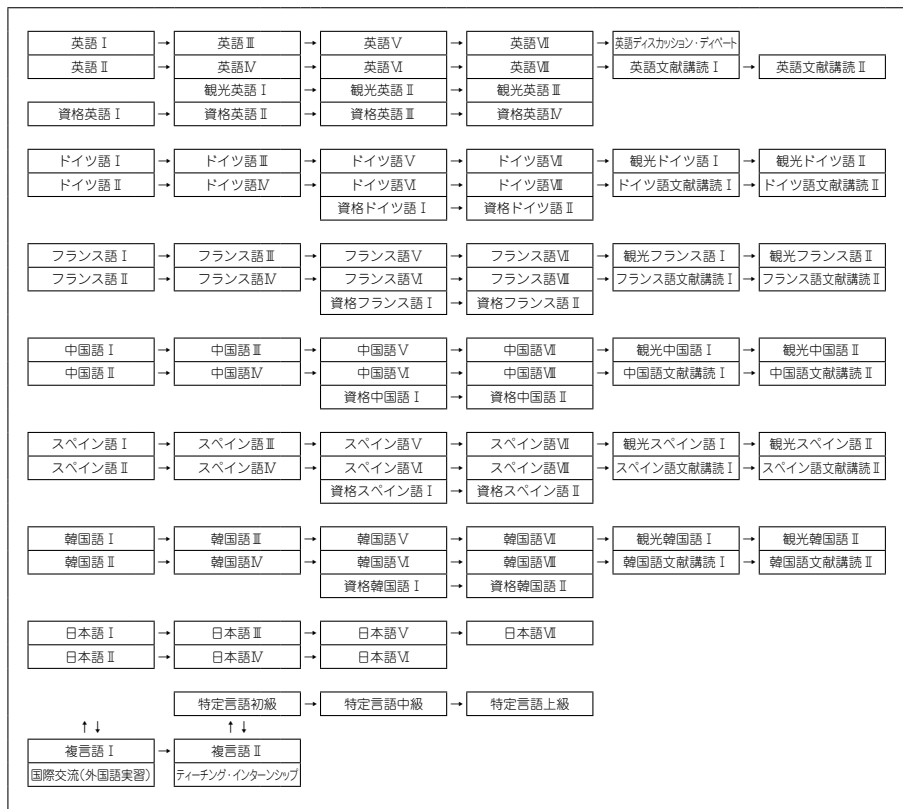 英語Ⅰ → 英語Ⅲ → 英語Ⅴ → 英語Ⅶ → 英語ディスカッション・ディベート
英語Ⅱ → 英語Ⅳ → 英語Ⅵ → 英語Ⅷ → 英語文献講読Ⅰ → 英語文献講読Ⅱ
観光英語Ⅰ → 観光英語Ⅱ → 観光英語Ⅲ
資格英語Ⅰ → 資格英語Ⅱ → 資格英語Ⅲ → 資格英語Ⅳ
ドイツ語Ⅰ → ドイツ語Ⅲ → ドイツ語Ⅴ → ドイツ語Ⅶ → 観光ドイツ語Ⅰ → 観光ドイツ語Ⅱ
ドイツ語Ⅱ → ドイツ語Ⅳ → ドイツ語Ⅵ → ドイツ語Ⅷ → ドイツ語文献講読Ⅰ → ドイツ語文献講読Ⅱ
資格ドイツ語Ⅰ → 資格ドイツ語Ⅱ
フランス語Ⅰ → フランス語Ⅲ → フランス語Ⅴ → フランス語Ⅶ → 観光フランス語Ⅰ → 観光フランス語Ⅱ
フランス語Ⅱ → フランス語Ⅳ → フランス語Ⅵ → フランス語Ⅷ → フランス語文献講読Ⅰ → フランス語文献講読Ⅱ
資格フランス語Ⅰ → 資格フランス語Ⅱ
中国語Ⅰ → 中国語Ⅲ → 中国語Ⅴ → 中国語Ⅶ → 観光中国語Ⅰ → 観光中国語Ⅱ
中国語Ⅱ → 中国語Ⅳ → 中国語Ⅵ → 中国語Ⅷ → 中国語文献講読Ⅰ → 中国語文献講読Ⅱ
資格中国語Ⅰ → 資格中国語Ⅱ
スペイン語Ⅰ → スペイン語Ⅲ → スペイン語Ⅴ → スペイン語Ⅶ → 観光スペイン語Ⅰ → 観光スペイン語Ⅱ
スペイン語Ⅱ → スペイン語Ⅳ → スペイン語Ⅵ → スペイン語Ⅷ → スペイン語文献講読Ⅰ → スペイン語文献講読Ⅱ
資格スペイン語Ⅰ → 資格スペイン語Ⅱ
韓国語Ⅰ → 韓国語Ⅲ → 韓国語Ⅴ → 韓国語Ⅶ → 観光韓国語Ⅰ → 観光韓国語Ⅱ
韓国語Ⅱ → 韓国語Ⅳ → 韓国語Ⅵ → 韓国語Ⅷ → 韓国語文献講読Ⅰ → 韓国語文献講読Ⅱ
資格韓国語Ⅰ → 資格韓国語Ⅱ
日本語Ⅰ → 日本語Ⅲ → 日本語Ⅴ → 日本語Ⅶ
日本語Ⅱ → 日本語Ⅳ → 日本語Ⅵ
特定言語初級 → 特定言語中級 → 特定言語上級
↑↓ ↑↓
複言語Ⅰ → 複言語Ⅱ
国際交流(外国語実習) ティーチング・インターンシップ